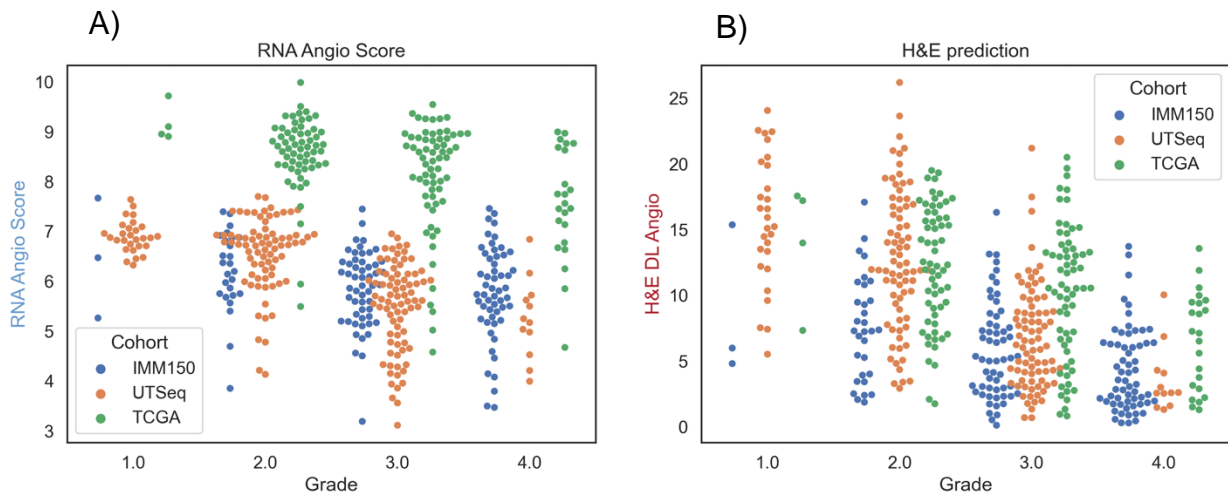 A)
RNA Angio Score
RNA Angio Score
10
9
8
7
6
5
4
3
Cohort
IMM150
UTSeq
TCGA
1.0 2.0 3.0 4.0
Grade
B)
H&E prediction
H&E DL Angio
25
20
15
10
5
0
Cohort
IMM150
UTSeq
TCGA
1.0 2.0 3.0 4.0
Grade